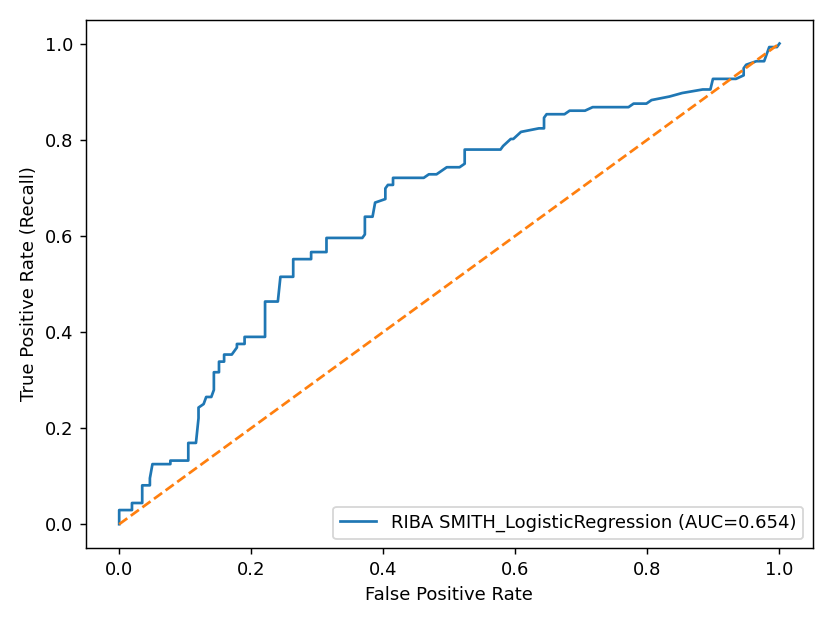 1.0
0.8
0.6
0.4
0.2
0.0
True Positive Rate (Recall)
RIBA SMITH_LogisticRegression (AUC=0.654)
0.0 0.2 0.4 0.6 0.8 1.0
False Positive Rate